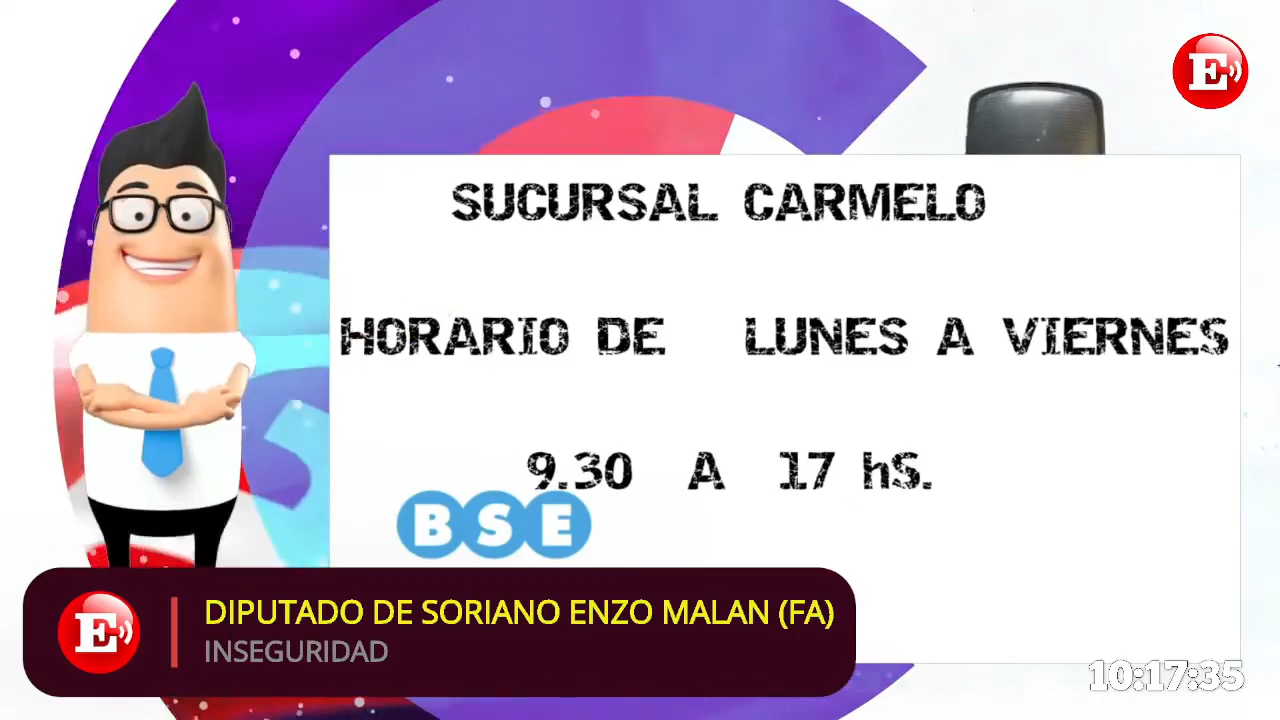 E
SUCURSAL CARMELO
HORARIO DE LUNES A VIERNES
9.30 A 17 hS.
BSE
E
DIPUTADO DE SORIANO ENZO MALAN (FA)
INSEGURIDAD
10:17:35